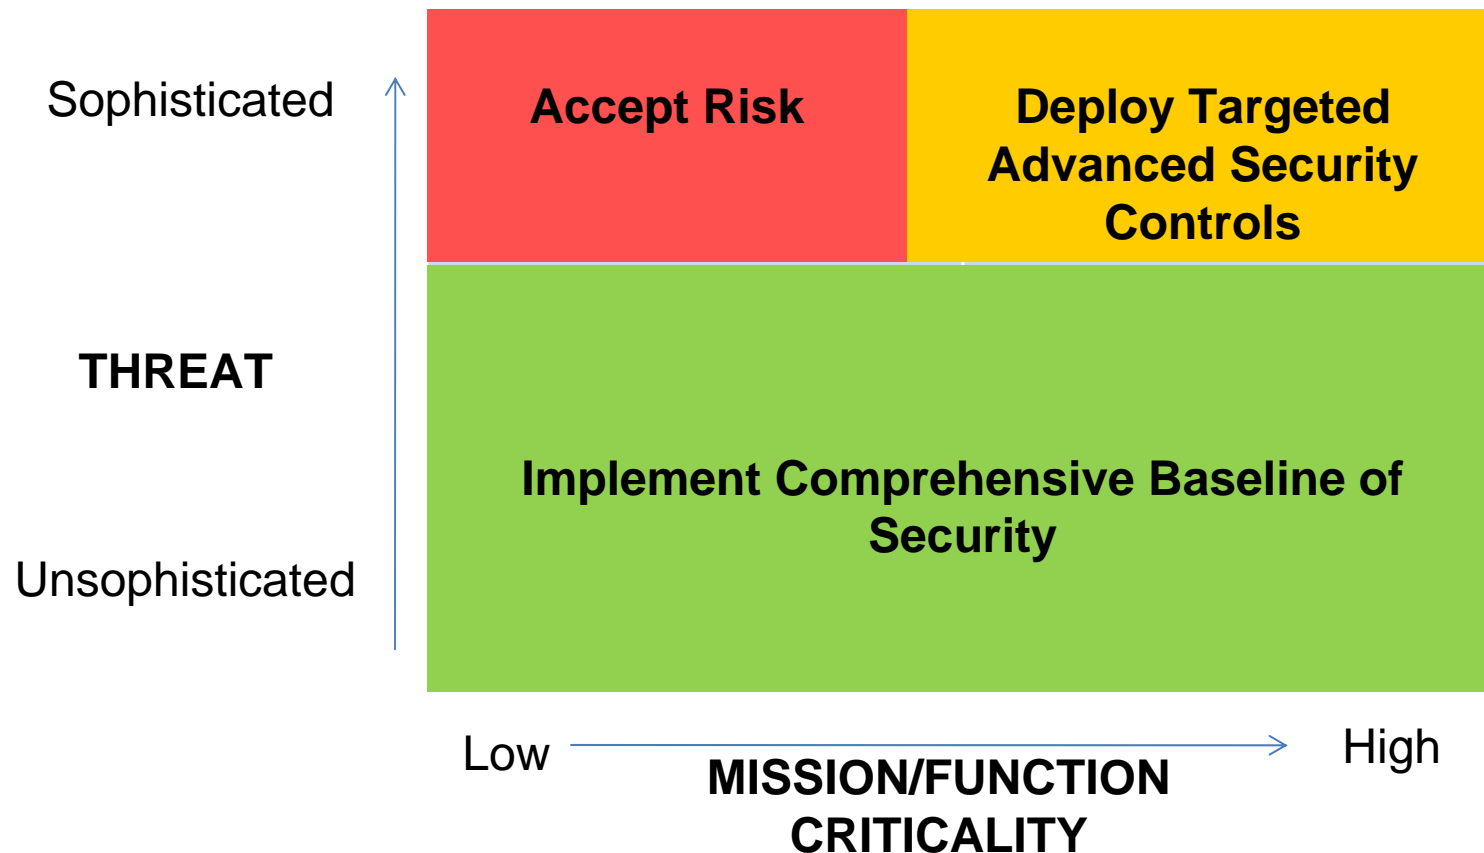 Sophisticated
Accept Risk
Deploy Targeted
Advanced Security
Controls
THREAT
Implement Comprehensive Baseline of
Security
Unsophisticated
Low
High
MISSION/FUNCTION
CRITICALITY